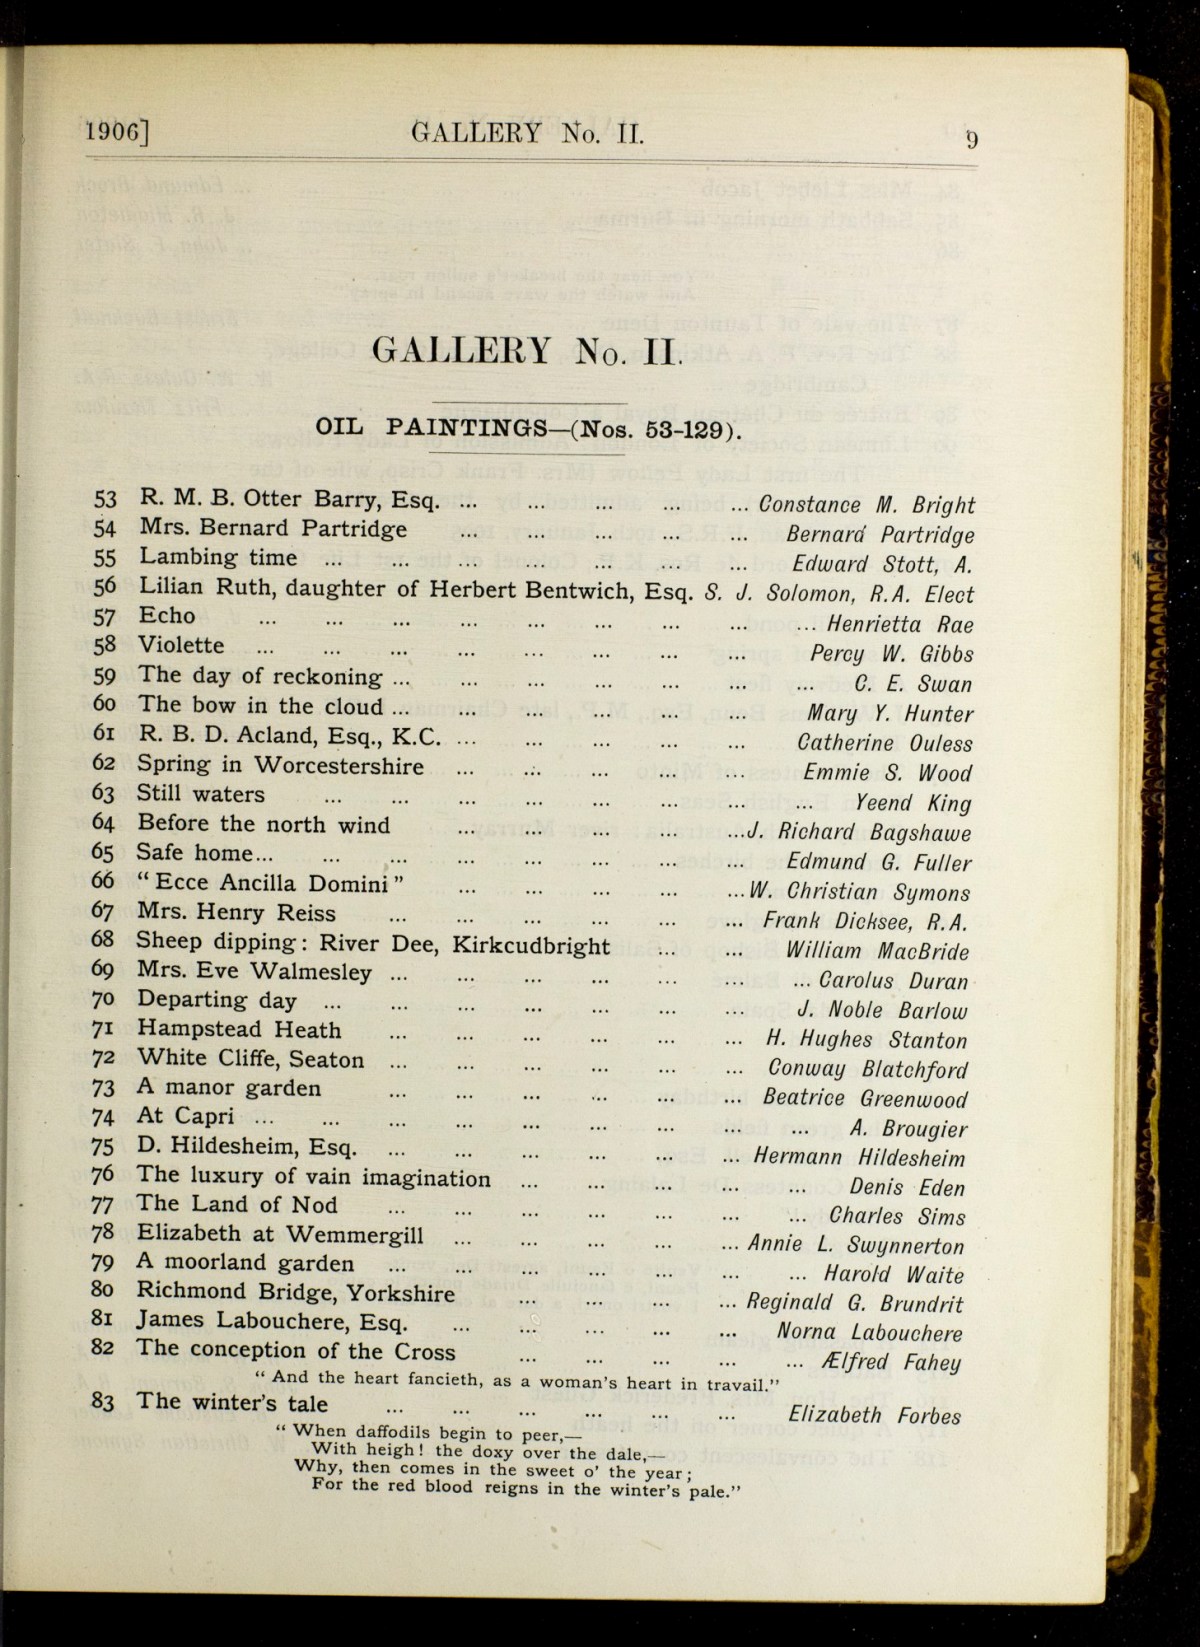 1906] GALLERY No. II. 9
GALLERY No. II.
OIL PAINTINGS—(Nos. 53-129).
53 R. M. B. Otter Barry, Esq. ... ... ... ... ... Constance M. Bright
54 Mrs. Bernard Partridge ... ... ... ... ... Bernard Partridge
55 Lambing time ... ... ... ... ... ... ... Edward Stott, A.
56 Lilian Ruth, daughter of Herbert Bentwich, Esq. S. J. Solomon, R.A. Elect
57 Echo ... ... ... ... ... ... ... ... ... Henrietta Rae
58 Violette ... ... ... ... ... ... ... ... Percy W. Gibbs
59 The day of reckoning ... ... ... ... ... ... ... C. E. Swan
60 The bow in the cloud ... ... ... ... ... ... Mary Y. Hunter
61 R. B. D. Acland, Esq., K.C. ... ... ... ... ... Catherine Ouless
62 Spring in Worcestershire ... ... ... ... ... Emmie S. Wood
63 Still waters ... ... ... ... ... ... ... ... Yeend King
64 Before the north wind ... ... ... ... ... J. Richard Bagshawe
65 Safe home ... ... ... ... ... ... ... ... Edmund G. Fuller
66 “Ecce Ancilla Domini” ... ... ... ... ... W. Christian Symons
67 Mrs. Henry Reiss ... ... ... ... ... ... Frank Dicksee, R.A.
68 Sheep dipping: River Dee, Kirkcudbright ... ... William MacBride
69 Mrs. Eve Walmesley ... ... ... ... ... ... ... Carolus Duran
70 Departing day ... ... ... ... ... ... ... J. Noble Barlow
71 Hampstead Heath ... ... ... ... ... ... H. Hughes Stanton
72 White Cliffe, Seaton ... ... ... ... ... ... Conway Blatchford
73 A manor garden ... ... ... ... ... ... Beatrice Greenwood
74 At Capri ... ... ... ... ... ... ... ... ... A. Brougier
75 D. Hildesheim, Esq. ... ... ... ... ... ... Hermann Hildesheim
76 The luxury of vain imagination ... ... ... ... ... Denis Eden
77 The Land of Nod ... ... ... ... ... ... ... Charles Sims
78 Elizabeth at Wemmergill ... ... ... ... ... Annie L. Swynnerton
79 A moorland garden ... ... ... ... ... ... ... Harold Waite
80 Richmond Bridge, Yorkshire ... ... ... ... Reginald G. Brundrit
81 James Labouchere, Esq. ... ... ... ... ... Norna Labouchere
82 The conception of the Cross ... ... ... ... ... Ælfred Fahey
“And the heart fancieth, as a woman's heart in travail.”
83 The winter's tale ... ... ... ... ... ... Elizabeth Forbes
“When daffodils begin to peer,—
With heigh! the doxy over the dale,—
Why, then comes in the sweet o' the year;
For the red blood reigns in the winter's pale.”